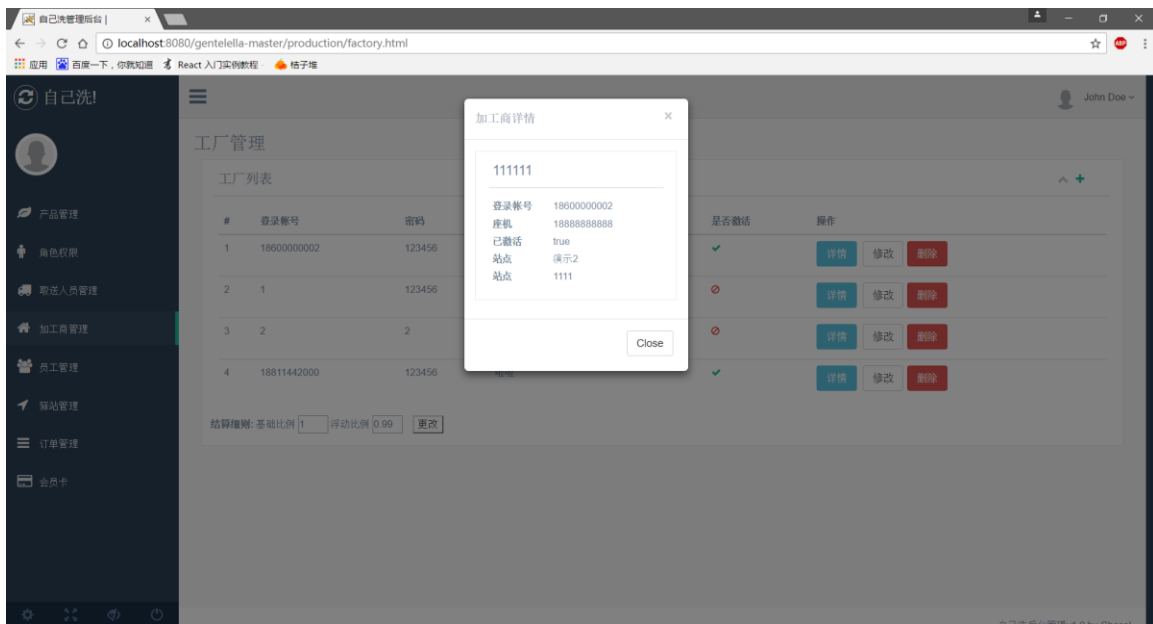 自己洗管理后台 |
localhost:8080/gentelella-master/production/factory.html
应用 百度一下，你就知道 React 入门实例教程 - 桔子堆
自己洗!
John Doe
产品管理
角色权限
取送人员管理
加工商管理
员工管理
驿站管理
订单管理
会员卡
工厂管理
工厂列表
# 登录帐号 密码 是否激活 操作
1 18600000002 123456 详情 修改 删除
2 1 123456 详情 修改 删除
3 2 2 详情 修改 删除
4 18811442000 123456 详情 修改 删除
结算细则: 基础比例 1 浮动比例 0.99 更改
加工商详情 ×
111111
登录帐号 18600000002
座机 18888888888
已激活 true
站点 演示2
站点 1111
Close